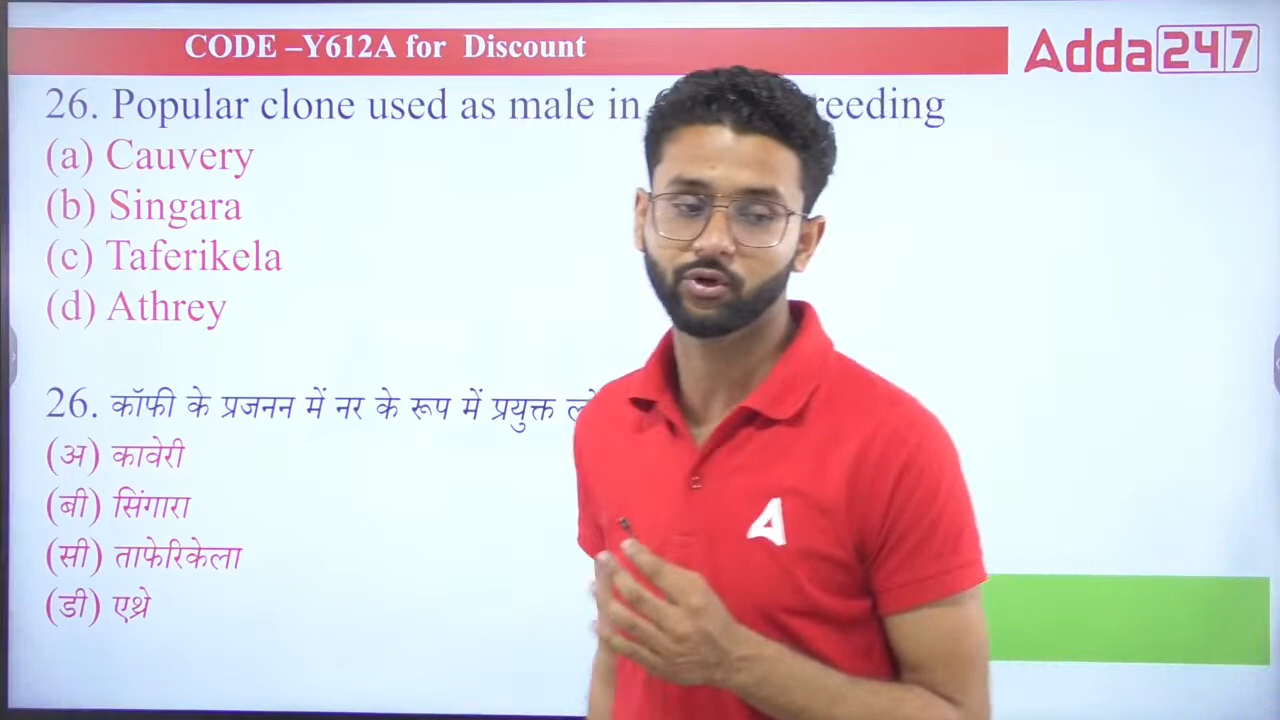 CODE –Y612A for Discount
Adda247
26. Popular clone used as male in reeding
(a) Cauvery
(b) Singara
(c) Taferikela
(d) Athrey
26. कॉफी के प्रजनन में नर के रूप में प्रयुक्त
(अ) कावेरी
(बी) सिंगारा
(सी) ताफेरिकेला
(डी) एथ्रे